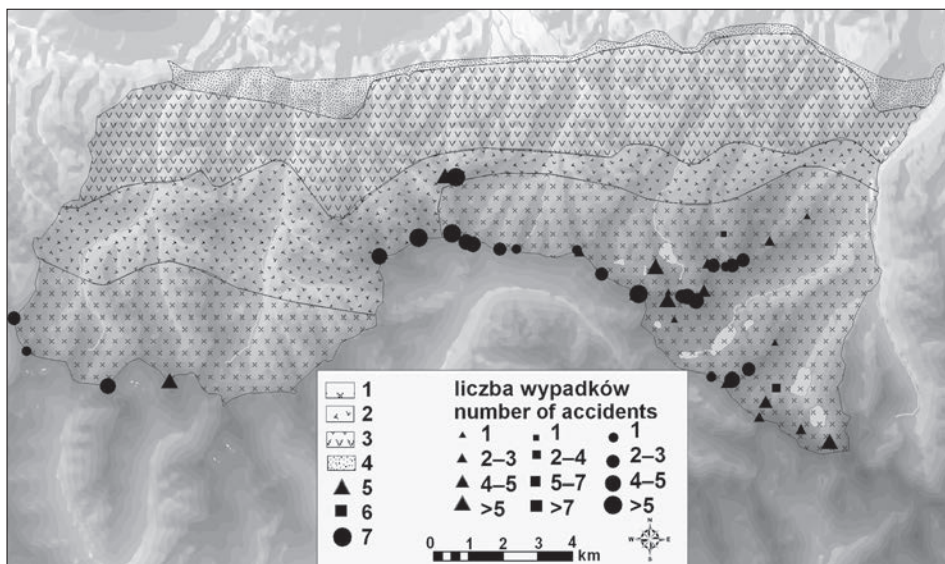 1
2
3
4
5
6
7
liczba wypadków
number of accidents
1 1 1
2–3 2–4 2–3
4–5 5–7 4–5
>5 >7 >5
0 1 2 3 4
km
N
W E
S